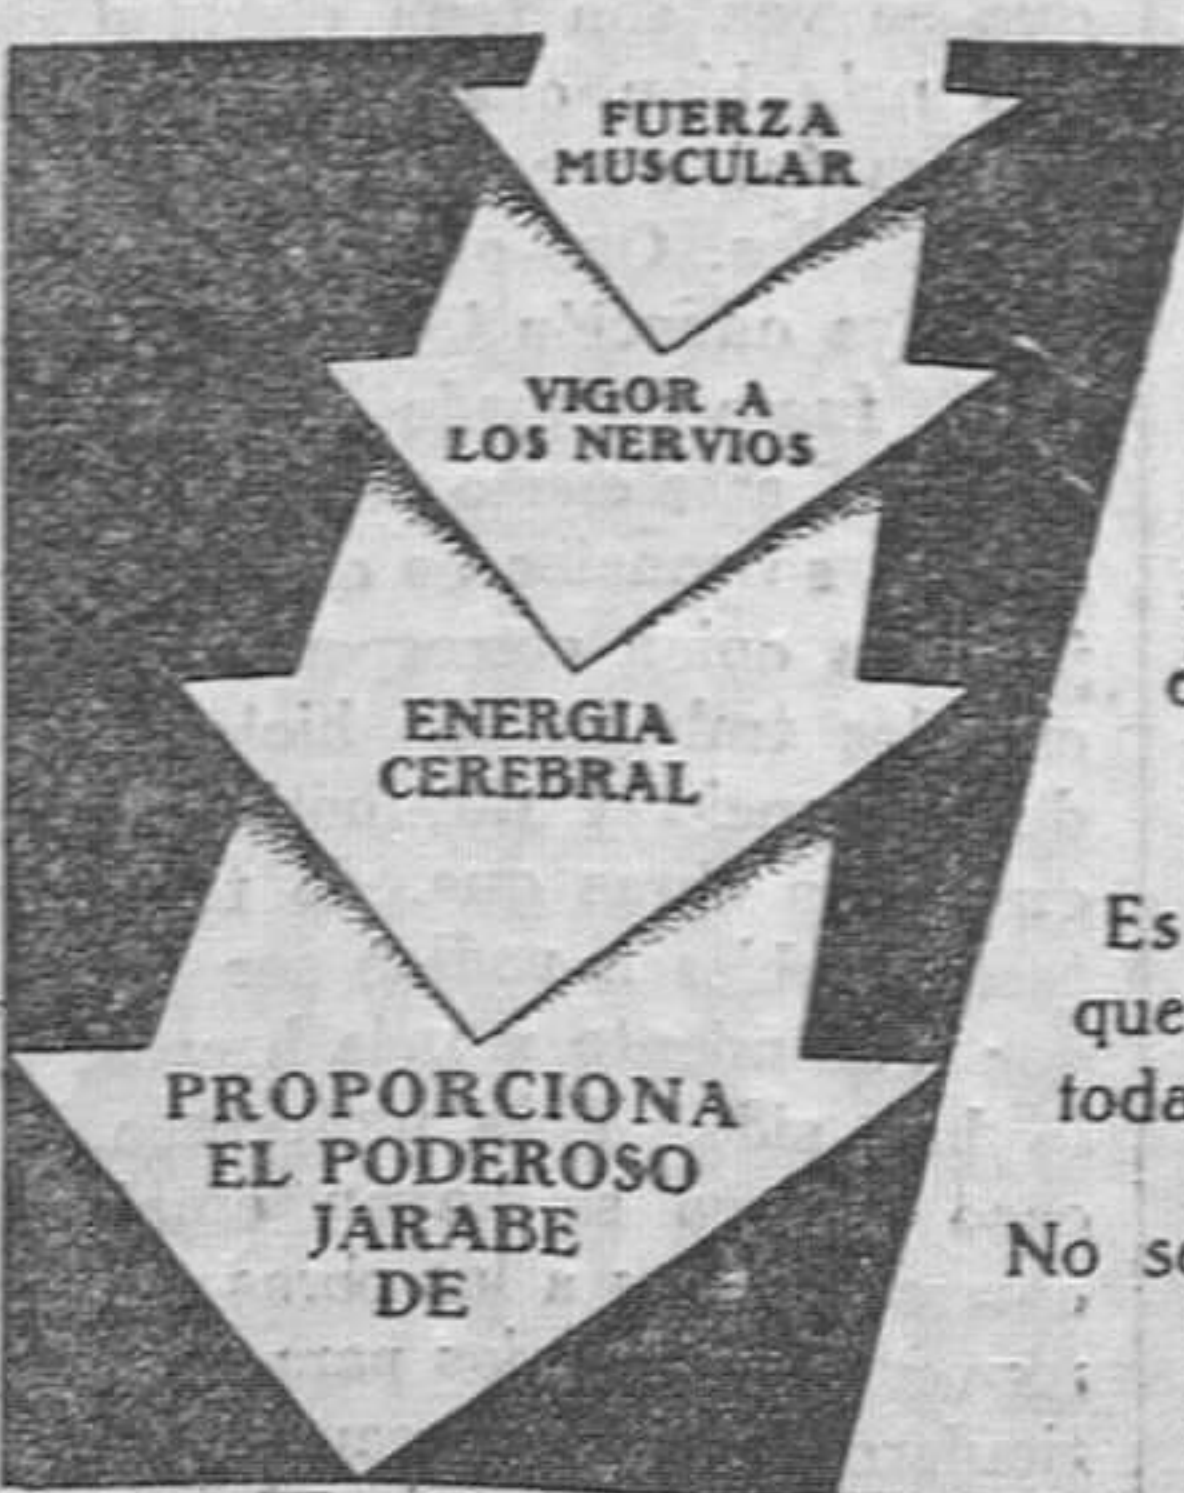 FUERZA
MUSCULAR
VIGOR A
LOS NERVIOS
ENERGIA
CEREBRAL
PROPORCIONA
EL PODEROSO
JARABE
DE
Es
que
toda
No